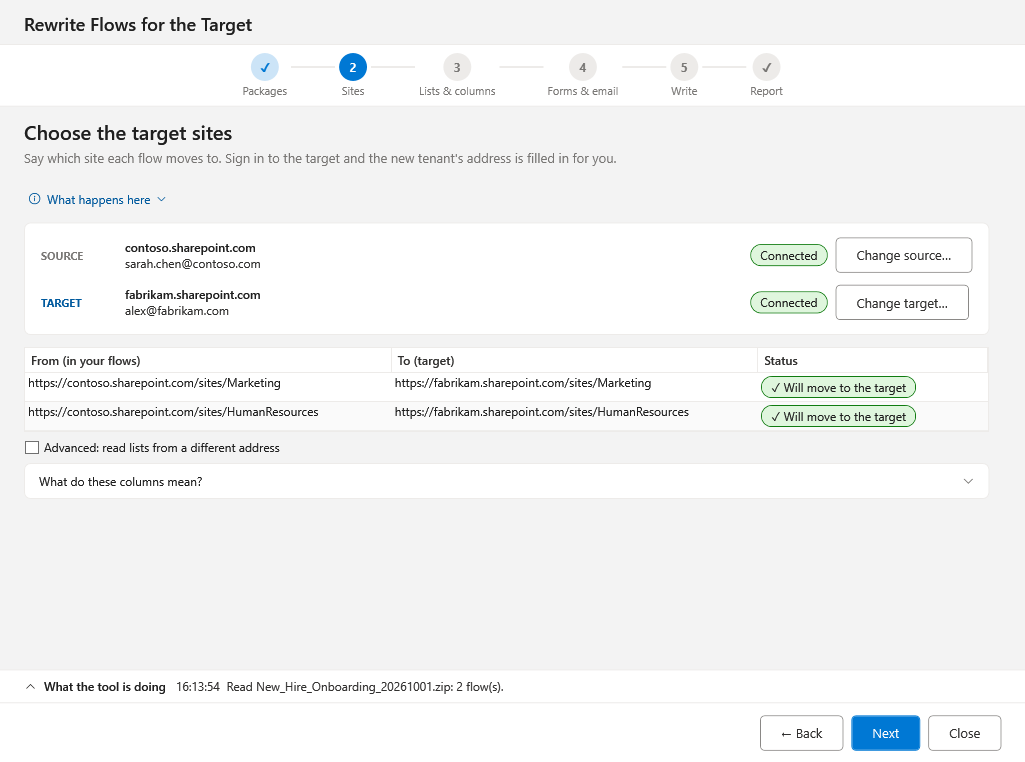 Rewrite Flows for the Target
✓ 2 3 4 5 ✓
Packages Sites Lists & columns Forms & email Write Report
Choose the target sites
Say which site each flow moves to. Sign in to the target and the new tenant's address is filled in for you.
What happens here
SOURCE contoso.sharepoint.com Connected Change source...
sarah.chen@contoso.com
TARGET fabrikam.sharepoint.com Connected Change target...
alex@fabrikam.com
From (in your flows) To (target) Status
https://contoso.sharepoint.com/sites/Marketing https://fabrikam.sharepoint.com/sites/Marketing ✓ Will move to the target
https://contoso.sharepoint.com/sites/HumanResources https://fabrikam.sharepoint.com/sites/HumanResources ✓ Will move to the target
Advanced: read lists from a different address
What do these columns mean?
What the tool is doing 16:13:54 Read New_Hire_Onboarding_20261001.zip: 2 flow(s).
← Back Next Close